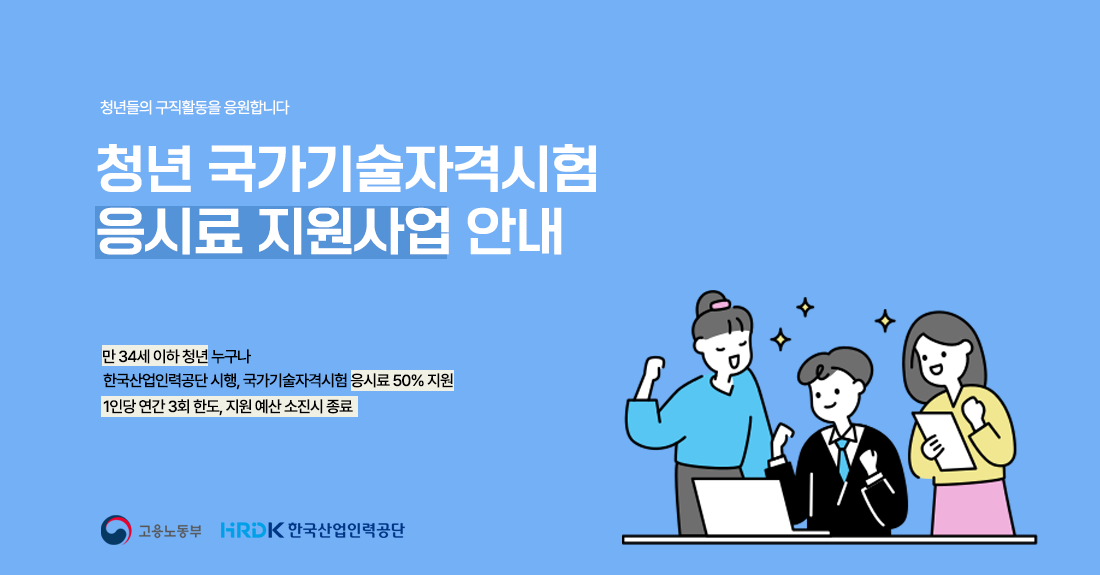 청년들의 구직활동을 응원합니다
청년 국가기술자격시험
응시료 지원사업 안내
만 34세 이하 청년 누구나
한국산업인력공단 시행, 국가기술자격시험 응시료 50% 지원
1인당 연간 3회 한도, 지원 예산 소진시 종료
고용노동부 HRDK 한국산업인력공단